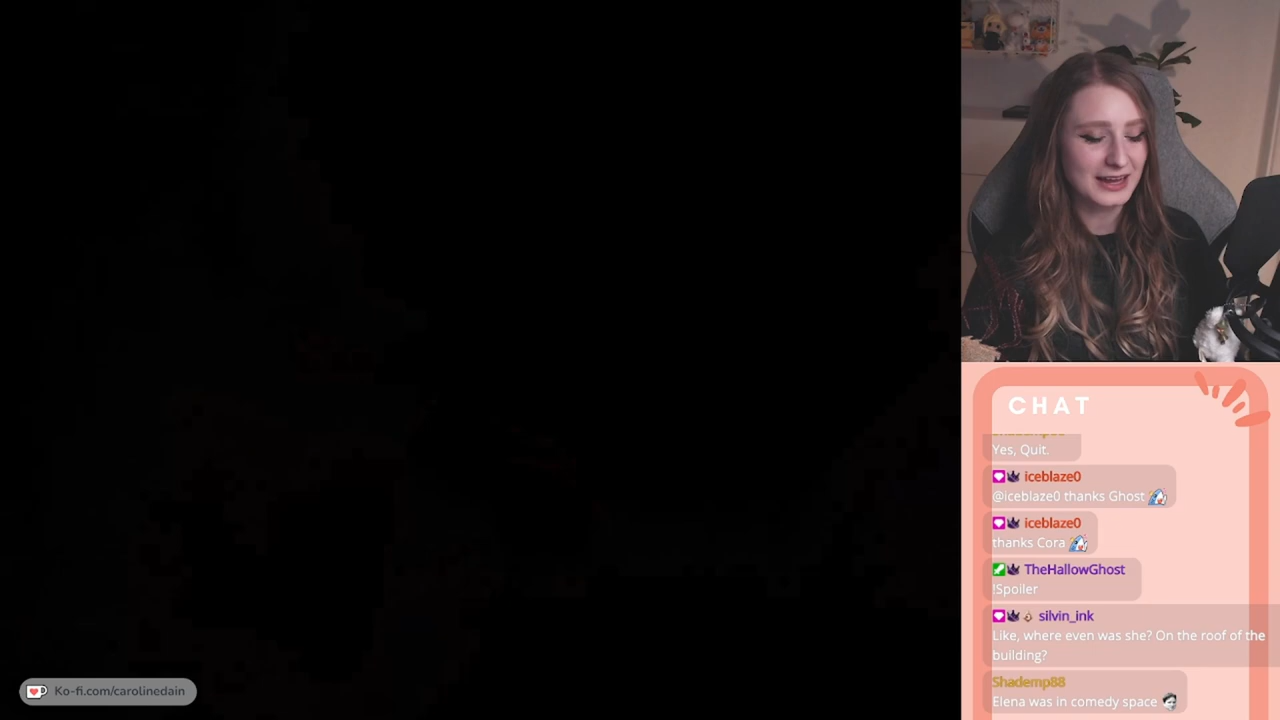 CHAT
Yes, Quit.
iceblaze0
@iceblaze0 thanks Ghost
iceblaze0
thanks Cora
TheHallowGhost
!Spoiler
silvin_ink
Like, where even was she? On the roof of the
building?
Shademp88
Elena was in comedy space
Ko-fi.com/carolinedain